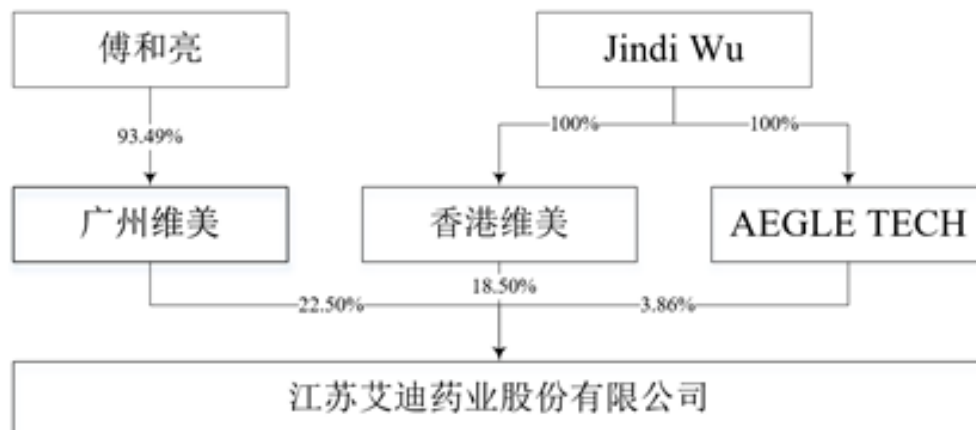 傅和亮
Jindi Wu
93.49%
100%
100%
广州维美
香港维美
AEGLE TECH
22.50%
18.50%
3.86%
江苏艾迪药业股份有限公司